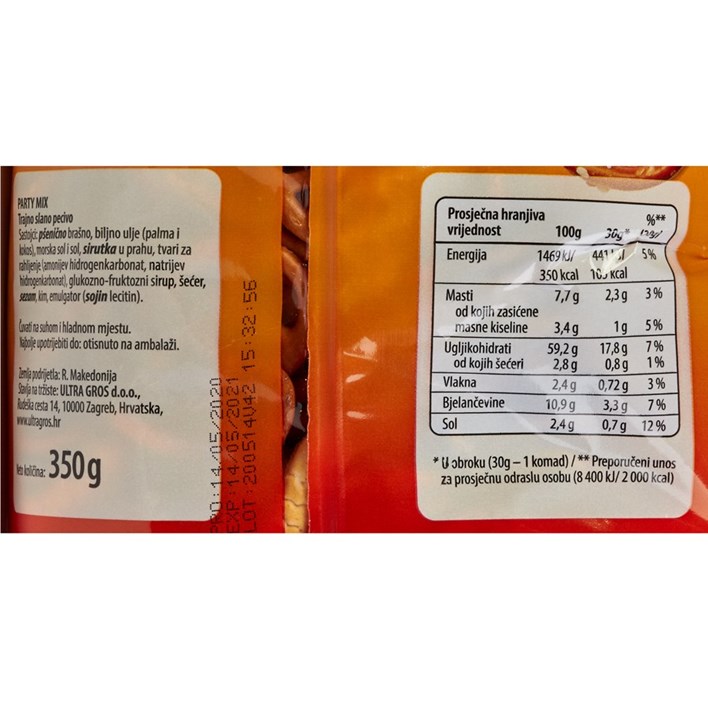 PARTY MIX
Trajno slano pecivo
Sastojci: pšenično brašno, biljno ulje (palma i
kokos), morska sol i sol, sirutka u prahu, tvari za
rahljenje (amonijev hidrogenkarbonat, natrijev
hidrogenkarbonat), glukozno-fruktozni sirup, šećer,
sezam, kim, emulgator (sojin lecitin).
Čuvati na suhom i hladnom mjestu.
Najbolje upotrijebiti do: otisnuto na ambalaži.
Zemlja podrijetla: R. Makedonija
Stavlja na tržište: ULTRA GROS d.o.o.,
Rudeška cesta 14, 10000 Zagreb, Hrvatska,
www.ultragros.hr
Neto količina: 350g
PRO:14/05/2020
EXP:14/05/2021
LOT:200514V42 15:32:56
Prosječna hranjiva
vrijednost 100g 30g* %**
Energija 1469 kJ/ 441 kJ/ 5%
350 kcal kcal
Masti 7,7 g 2,3 g 3 %
od kojih zasićene
masne kiseline 3,4 g 1 g 5 %
Ugljikohidrati 59,2 g 17,8 g 7 %
od kojih šećeri 2,8 g 0,8 g 1 %
Vlakna 2,4 g 0,72 g 3 %
Bjelančevine 10,9 g 3,3 g 7 %
Sol 2,4 g 0,7 g 12 %
* U obroku (30g – 1 komad) / ** Preporučeni unos
za prosječnu odraslu osobu (8 400 kJ/ 2 000 kcal)